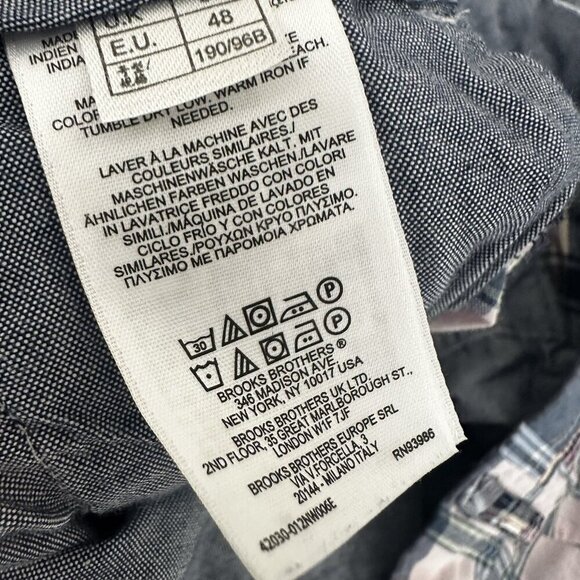 U.K
E.U. 48
190/96B
MA
INDIEN
INDIA
MA
COLOR
EACH.
TUMBLE DRY LOW, WARM IRON IF
NEEDED.
LAVER À LA MACHINE AVEC DES
COULEURS SIMILAIRES./
MASCHINENWÄSCHE KALT, MIT
ÄHNLICHEN FARBEN WASCHEN./LAVARE
IN LAVATRICE FREDDO CON COLORI
SIMILI./MÁQUINA DE LAVADO EN
CICLO FRÍO Y CON COLORES
SIMILARES./ΡΟΥΧΩΝ ΚΡΥΟ ΠΛΥΣΙΜΟ/
ΠΛΥΣΙΜΟ ΜΕ ΠΑΡΟΜΟΙΑ ΧΡΩΜΑΤΑ.
30 P
P
BROOKS BROTHERS ®
346 MADISON AVE.
NEW YORK, NY 10017 USA
BROOKS BROTHERS UK LTD.
2ND FLOOR, 35 GREAT MARLBOROUGH ST.,
LONDON W1F 7JF
BROOKS BROTHERS EUROPE SRL
VIA V FORCELLA, 3
20144 - MILANO ITALY
RN93986
42030-012NW006E